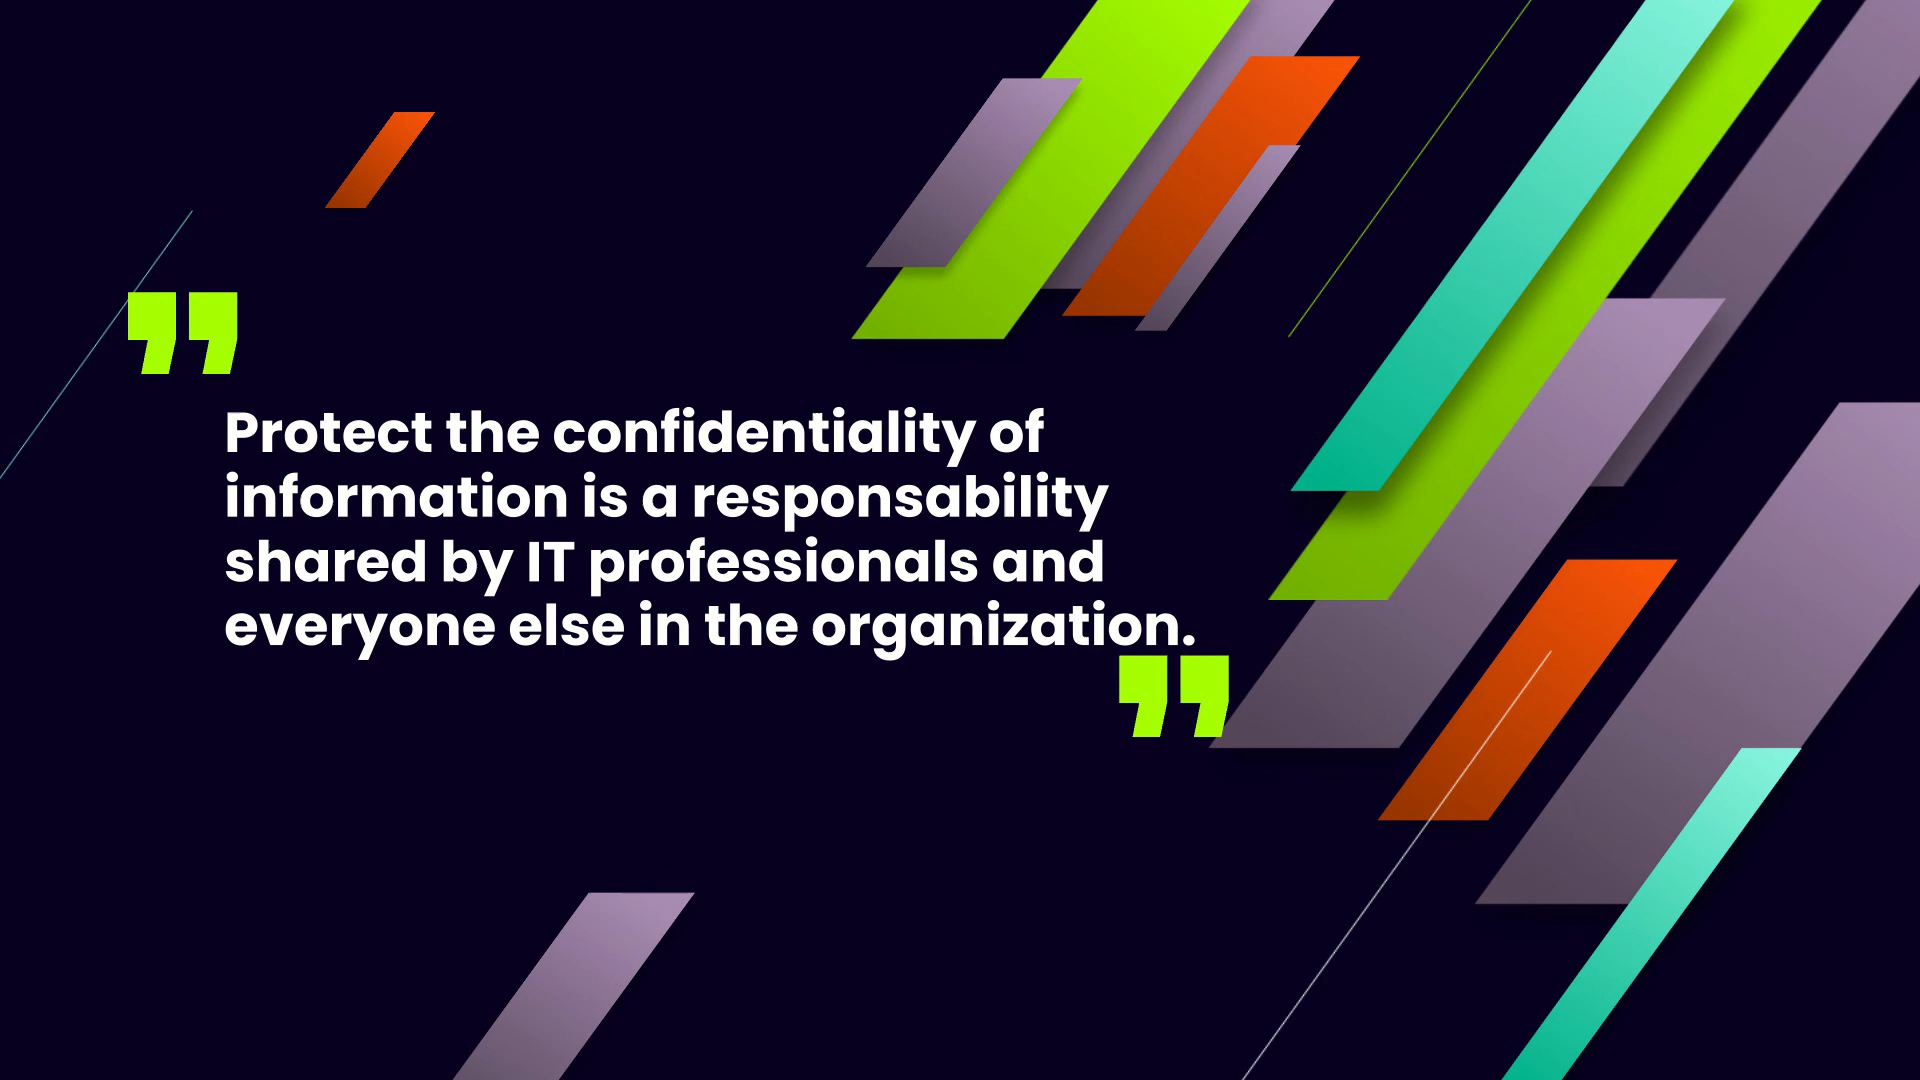 ”
Protect the confidentiality of
information is a responsability
shared by IT professionals and
everyone else in the organization.
”